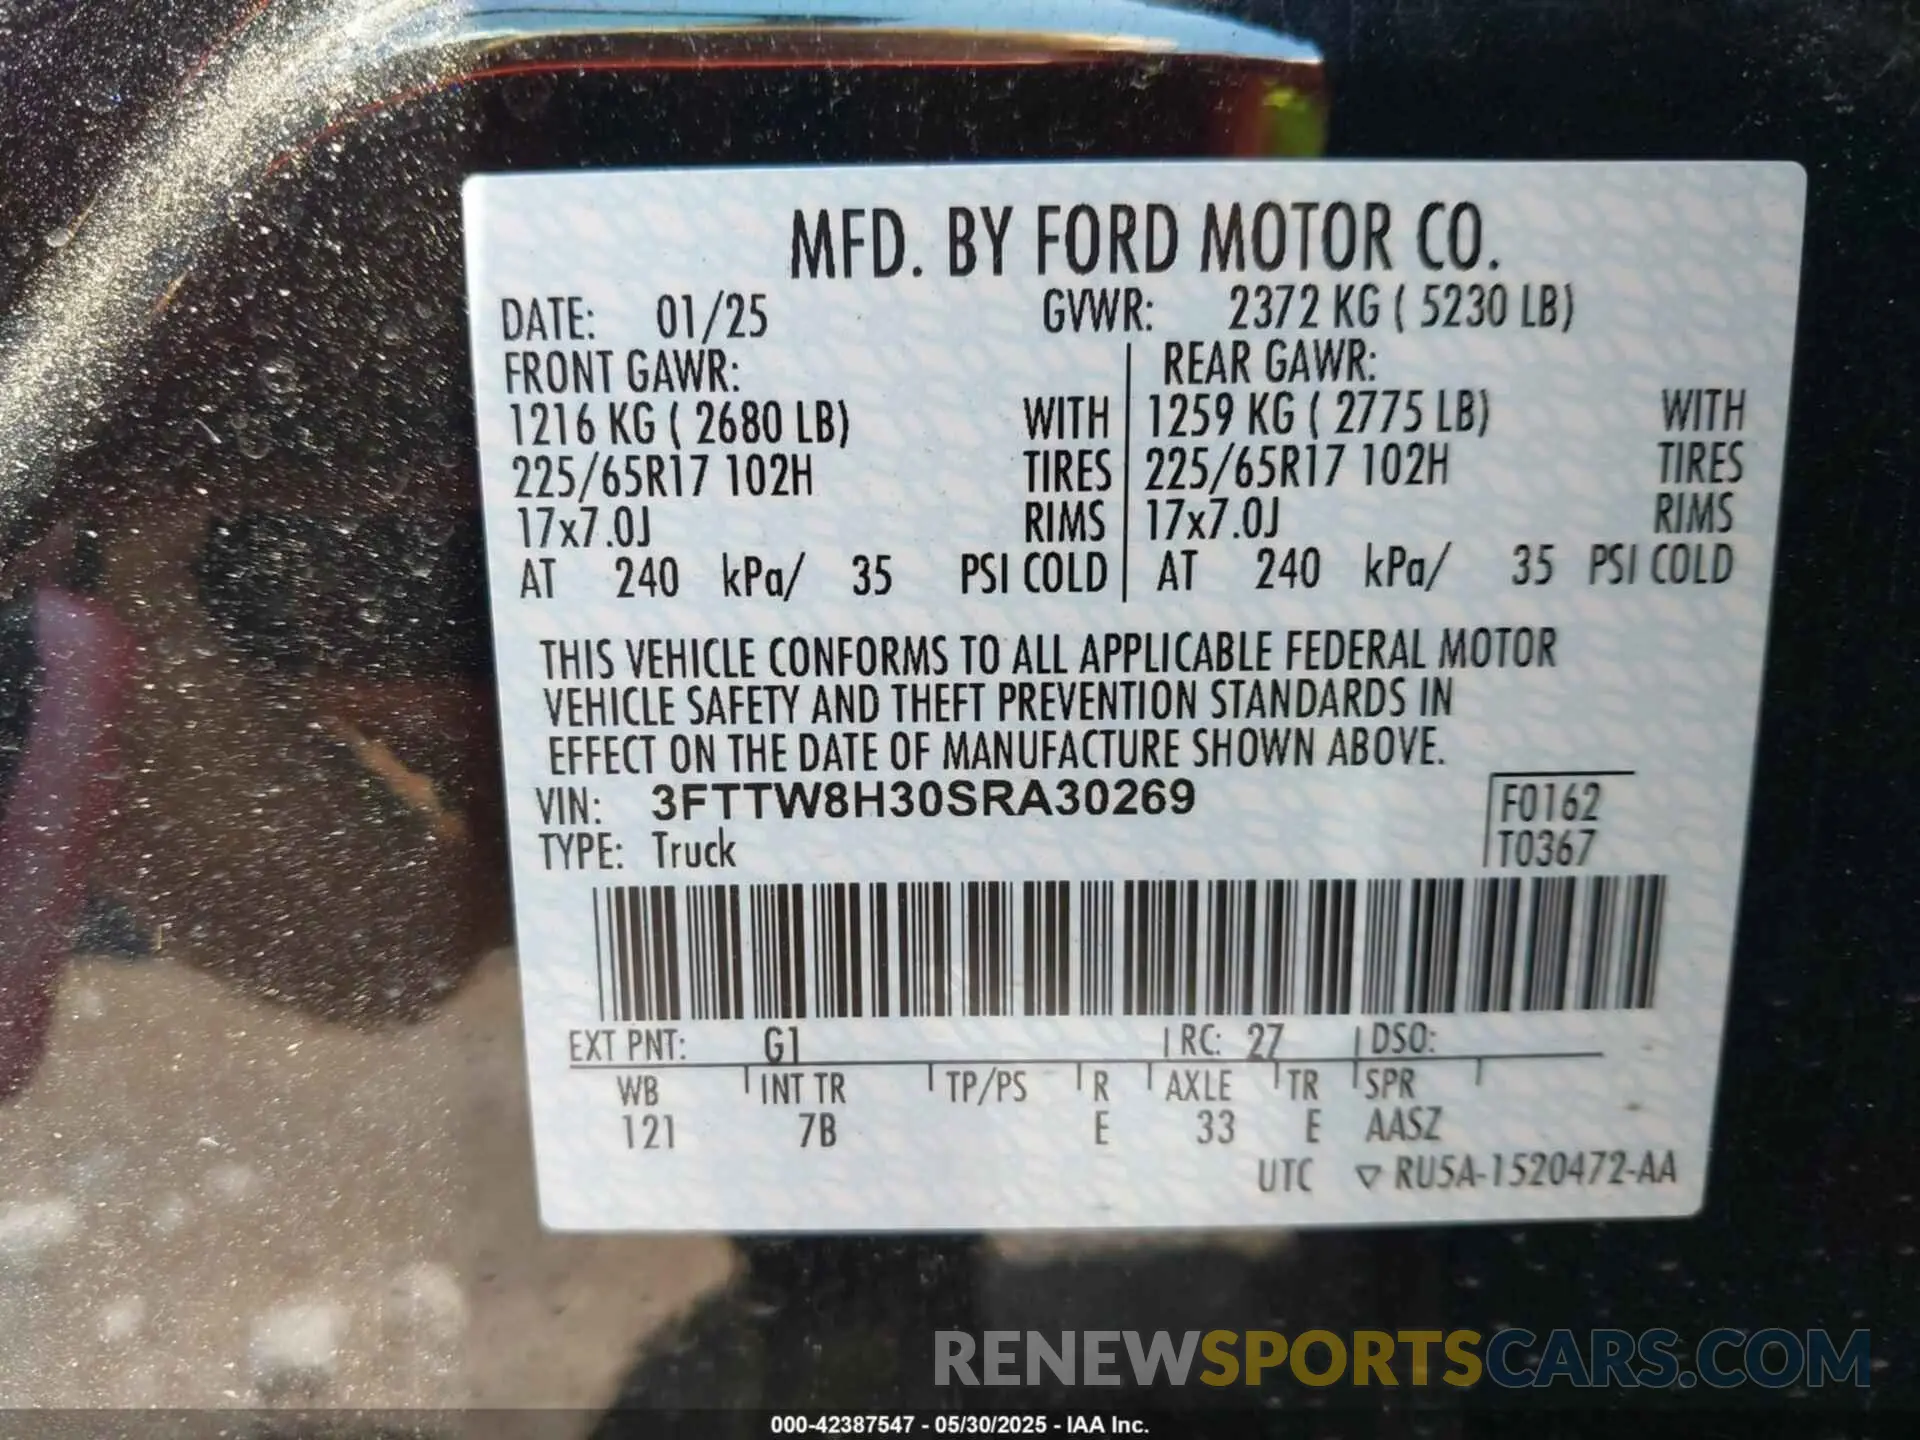 MFD. BY FORD MOTOR CO.
DATE: 01/25 GVWR: 2372 KG ( 5230 LB)
FRONT GAWR: REAR GAWR:
1216 KG ( 2680 LB) WITH 1259 KG ( 2775 LB) WITH
225/65R17 102H TIRES 225/65R17 102H TIRES
17x7.0J RIMS 17x7.0J RIMS
AT 240 kPa/ 35 PSI COLD AT 240 kPa/ 35 PSI COLD
THIS VEHICLE CONFORMS TO ALL APPLICABLE FEDERAL MOTOR
VEHICLE SAFETY AND THEFT PREVENTION STANDARDS IN
EFFECT ON THE DATE OF MANUFACTURE SHOWN ABOVE.
VIN: 3FTTW8H30SRA30269 F0162
TYPE: Truck T0367
EXT PNT: G1 RC: 27 DSO:
WB INT TR TP/PS R AXLE TR SPR
121 7B E 33 E AASZ
UTC ▽ RU5A-1520472-AA
RENEWSPORTSCARS.COM
000-42387547 - 05/30/2025 - IAA Inc.